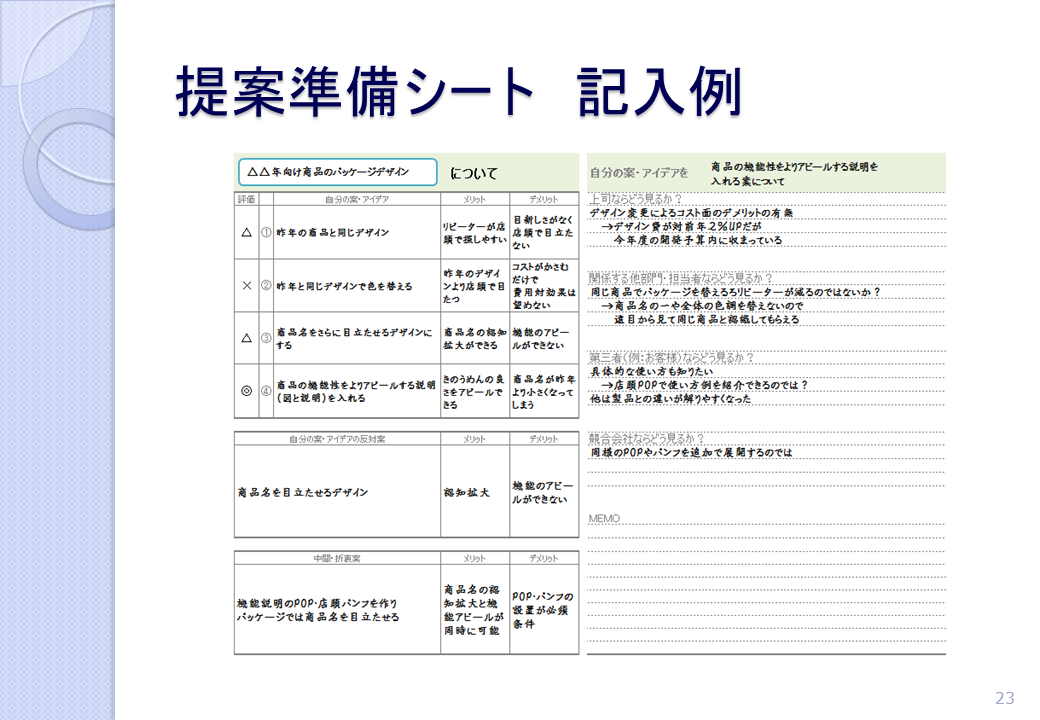 提案準備シート 記入例
△△年向け商品のパッケージデザイン について
評価 自分の案・アイデア メリット デメリット
△ ① 昨年の商品と同じデザイン
リピーターが店
頭で探しやすい
目新しさがなく
店頭で目立た
ない
× ② 昨年と同じデザインで色を替える
昨年のデザイ
ンより店頭で目
たつ
コストがかさむ
だけで
費用対効果は
望めない
△ ③ 商品名をさらに目立たせるデザインに
する
商品名の認知
拡大ができる
機能のアピー
ルができない
◎ ④ 商品の機能性をよりアピールする説明
(図と説明)を入れる
きのうめんの良
さをアピールで
きる
商品名が昨年
より小さくなって
しまう
自分の案・アイデアの反対案 メリット デメリット
商品名を目立たせるデザイン
認知拡大
機能のアピー
ルができない
中間・折衷案 メリット デメリット
機能説明のPOP・店頭パンフを作り
パッケージでは商品名を目立たせる
商品名の認
知拡大と機
能アピールが
同時に可能
POP・パンフの
設置が必須
条件
自分の案・アイデアを
商品の機能性をよりアピールする説明を
入れる案について
上司ならどう見るか?
デザイン変更によるコスト面のデメリットの有無
→デザイン費が対前年2%UPだが
今年度の開発予算内に収まっている
関係する他部門・担当者ならどう見るか?
同じ商品でパッケージを替えるろリピーターが減るのではないか?
→商品名の一や全体の色調を替えないので
遠目から見て同じ商品と認識してもらえる
第三者(例:お客様)ならどう見るか?
具体的な使い方も知りたい
→店頭POPで使い方例を紹介できるのでは?
他は製品との違いが解りやすくなった
競合会社ならどう見るか?
同様のPOPやパンフを追加で展開するのでは
MEMO
23